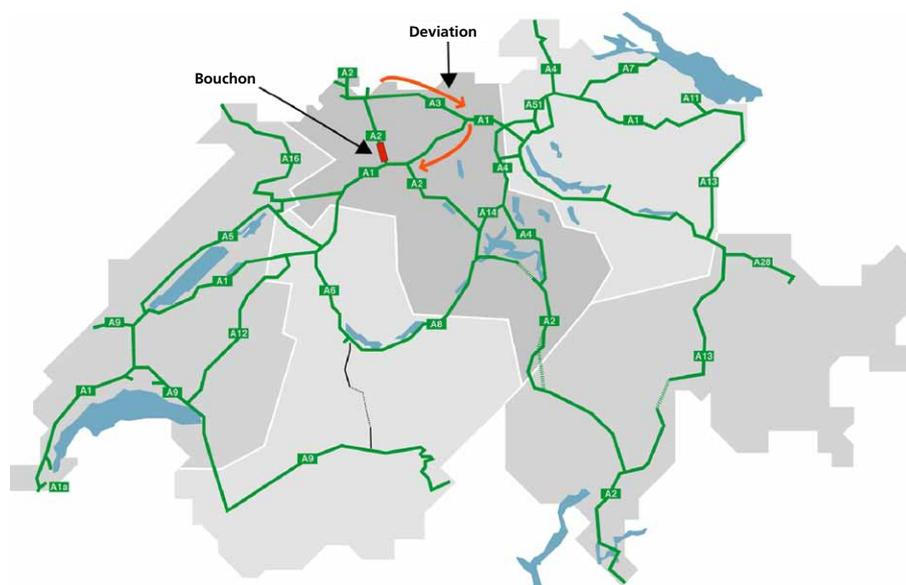 Deviation
Bouchon
A2
A4
A7
A3
A51
A11
A1
A1
A2
A16
A1
A4
A2
A13
A14
A5
A4
A28
A1
A6
A9
A12
A8
A2
A13
A1
A9
A9
A1a
A2